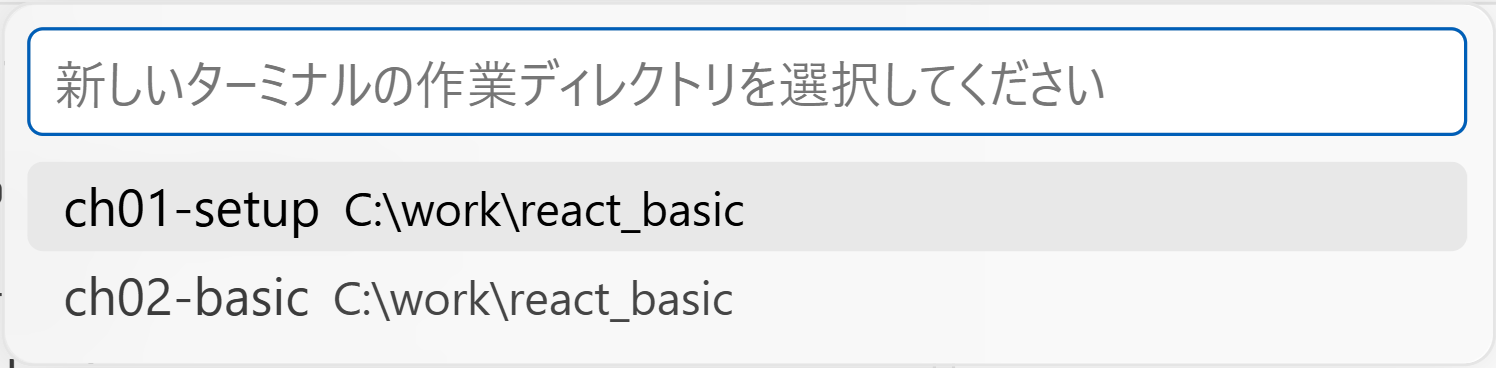 新しいターミナルの作業ディレクトリを選択してください
ch01-setup C:\work\react_basic
ch02-basic C:\work\react_basic